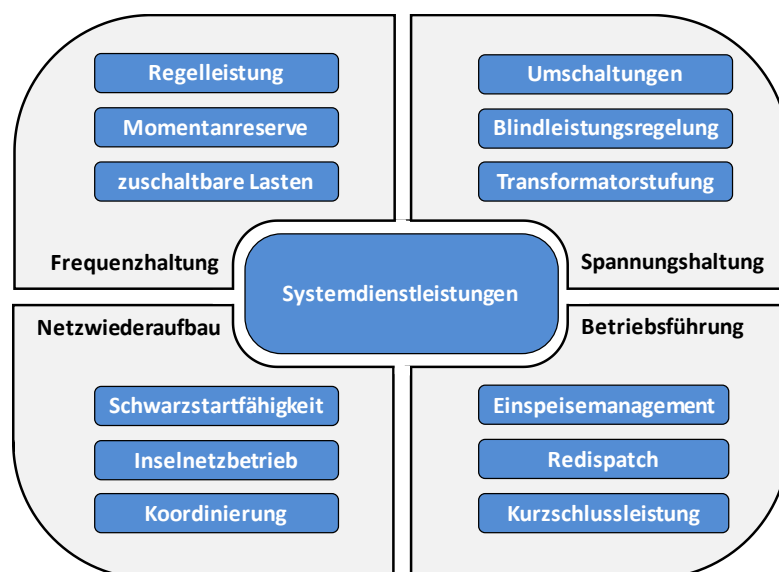 Regelleistung
Momentanreserve
zuschaltbare Lasten
Frequenzhaltung
Umschaltungen
Blindleistungsregelung
Transformatorstufung
Spannungshaltung
Systemdienstleistungen
Netzwiederaufbau
Schwarzstartfähigkeit
Inselnetzbetrieb
Koordinierung
Betriebsführung
Einspeisemanagement
Redispatch
Kurzschlussleistung